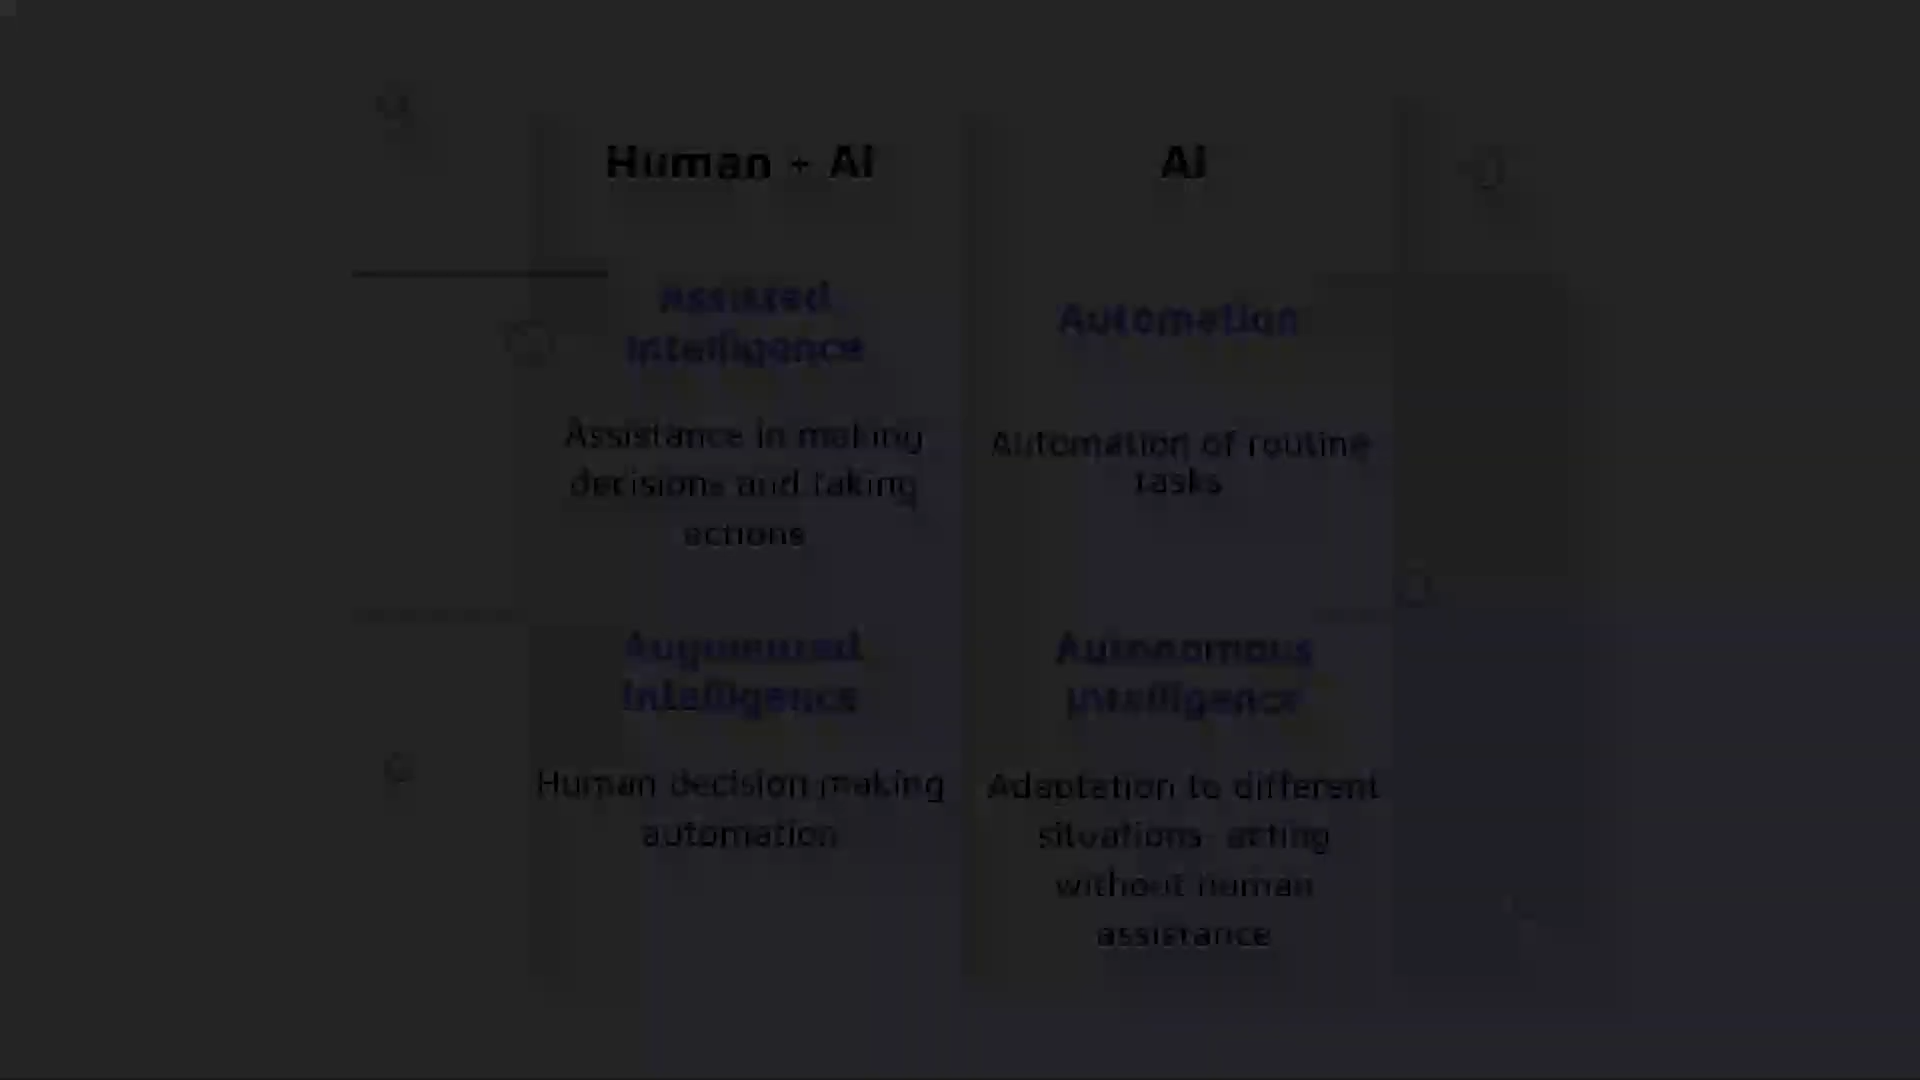 Human + AI
AI
Assisted
Intelligence
Automation
Assistance in making
decisions and taking
actions
Automation of routine
tasks
Augmented
Intelligence
Autonomous
Intelligence
Human decision making
automation
Adaptation to different
situations, acting
without human
assistance